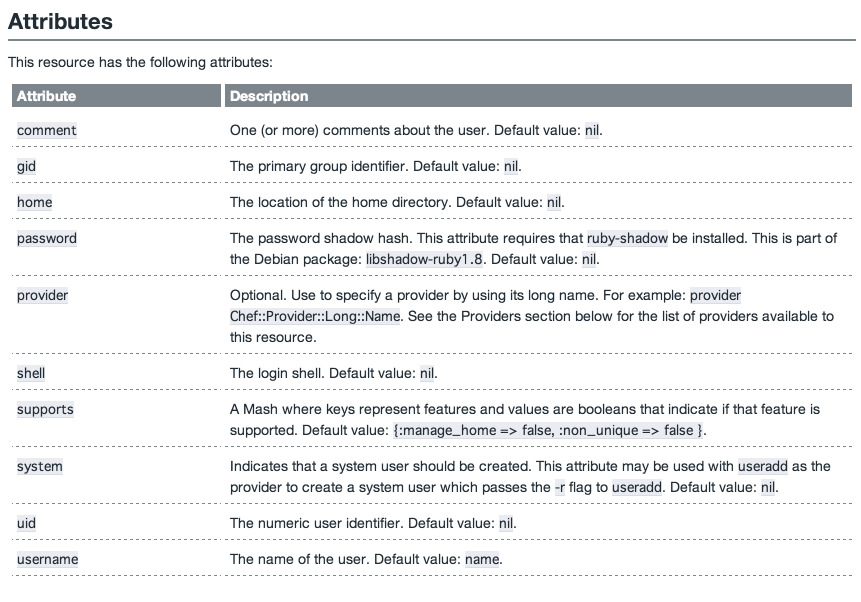 Attributes
This resource has the following attributes:
Attribute Description
comment One (or more) comments about the user. Default value: nil.
gid The primary group identifier. Default value: nil.
home The location of the home directory. Default value: nil.
password The password shadow hash. This attribute requires that ruby-shadow be installed. This is part of
the Debian package: libshadow-ruby1.8. Default value: nil.
provider Optional. Use to specify a provider by using its long name. For example: provider
Chef::Provider::Long::Name. See the Providers section below for the list of providers available to
this resource.
shell The login shell. Default value: nil.
supports A Mash where keys represent features and values are booleans that indicate if that feature is
supported. Default value: {:manage_home => false, :non_unique => false }.
system Indicates that a system user should be created. This attribute may be used with useradd as the
provider to create a system user which passes the -r flag to useradd. Default value: nil.
uid The numeric user identifier. Default value: nil.
username The name of the user. Default value: name.